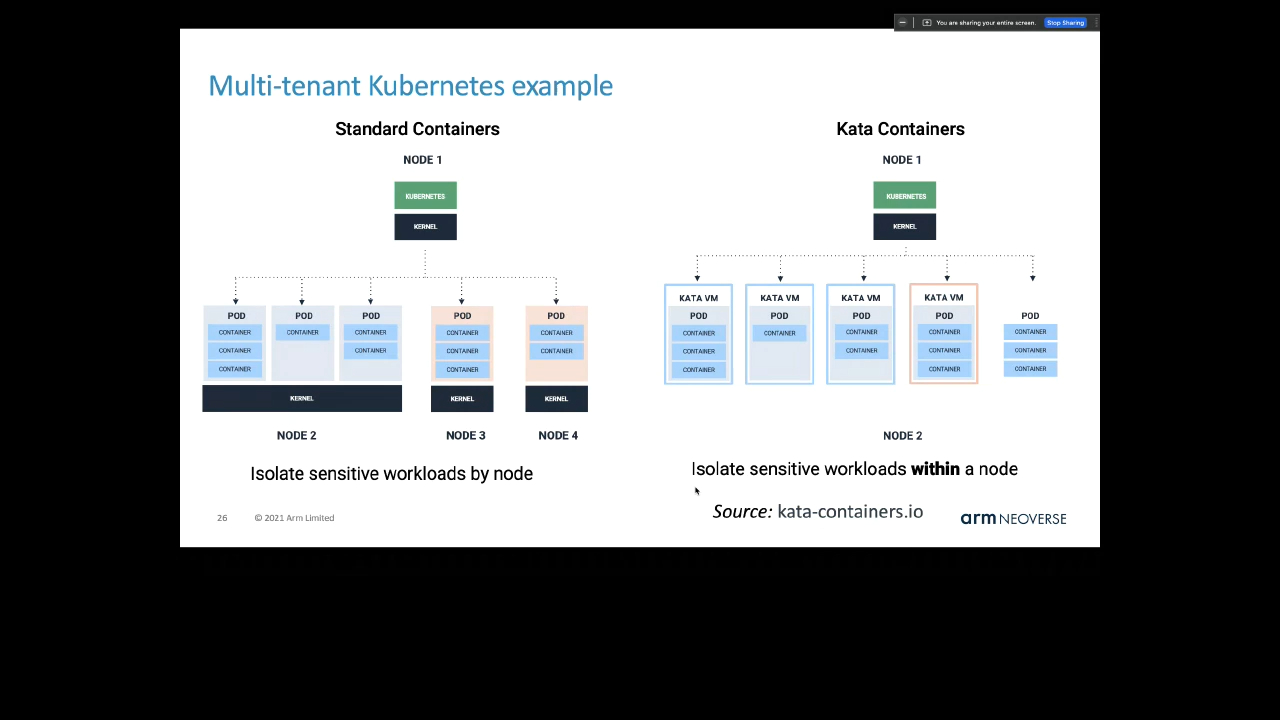 You are sharing your entire screen. Stop Sharing
Multi-tenant Kubernetes example
Standard Containers
NODE 1
KUBERNETES
KERNEL
POD
CONTAINER
CONTAINER
CONTAINER
POD
CONTAINER
POD
CONTAINER
CONTAINER
KERNEL
NODE 2
POD
CONTAINER
CONTAINER
CONTAINER
KERNEL
NODE 3
POD
CONTAINER
CONTAINER
KERNEL
NODE 4
Isolate sensitive workloads by node
Kata Containers
NODE 1
KUBERNETES
KERNEL
KATA VM
POD
CONTAINER
CONTAINER
CONTAINER
KATA VM
POD
CONTAINER
KATA VM
POD
CONTAINER
CONTAINER
KATA VM
POD
CONTAINER
CONTAINER
CONTAINER
POD
CONTAINER
CONTAINER
CONTAINER
NODE 2
Isolate sensitive workloads within a node
Source: kata-containers.io
26 © 2021 Arm Limited
arm NEOVERSE